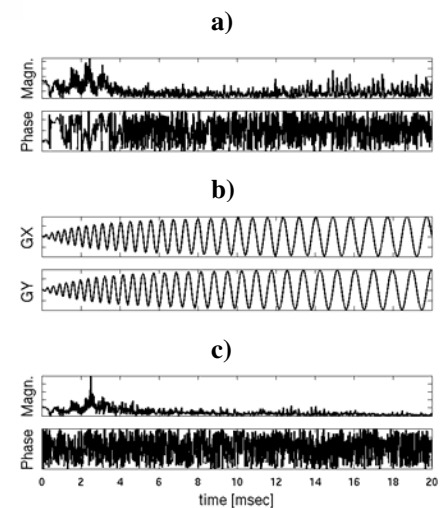 a)
Magn.
Phase
b)
GX
GY
c)
Magn.
Phase
0 2 4 6 8 10 12 14 16 18 20
time [msec]